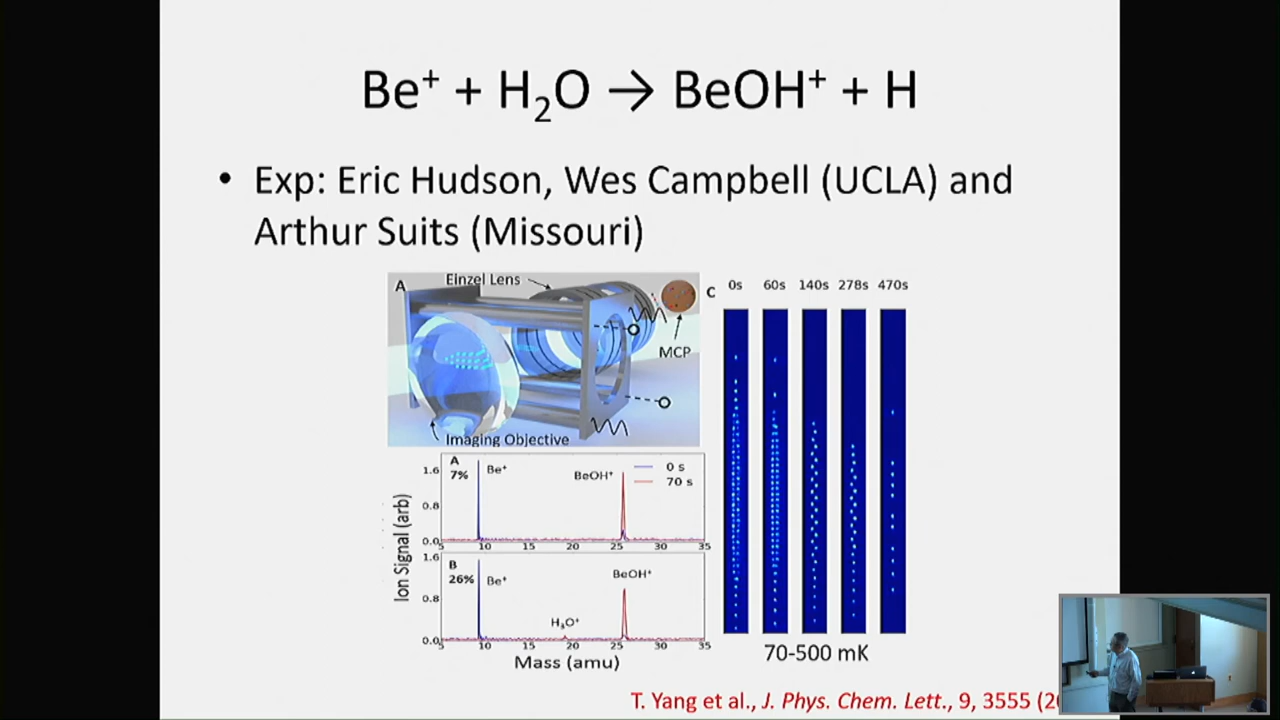 Be⁺ + H₂O → BeOH⁺ + H
• Exp: Eric Hudson, Wes Campbell (UCLA) and
Arthur Suits (Missouri)
A
Einzel Lens
MCP
Imaging Objective
C 0s 60s 140s 278s 470s
70-500 mK
Ion Signal (arb)
A
7%
Be⁺
BeOH⁺
0 s
70 s
1.6
0.8
0.0
5 10 15 20 25 30 35
B
26%
Be⁺
H₃O⁺
BeOH⁺
1.6
0.8
0.0
5 10 15 20 25 30 35
Mass (amu)
T. Yang et al., J. Phys. Chem. Lett., 9, 3555